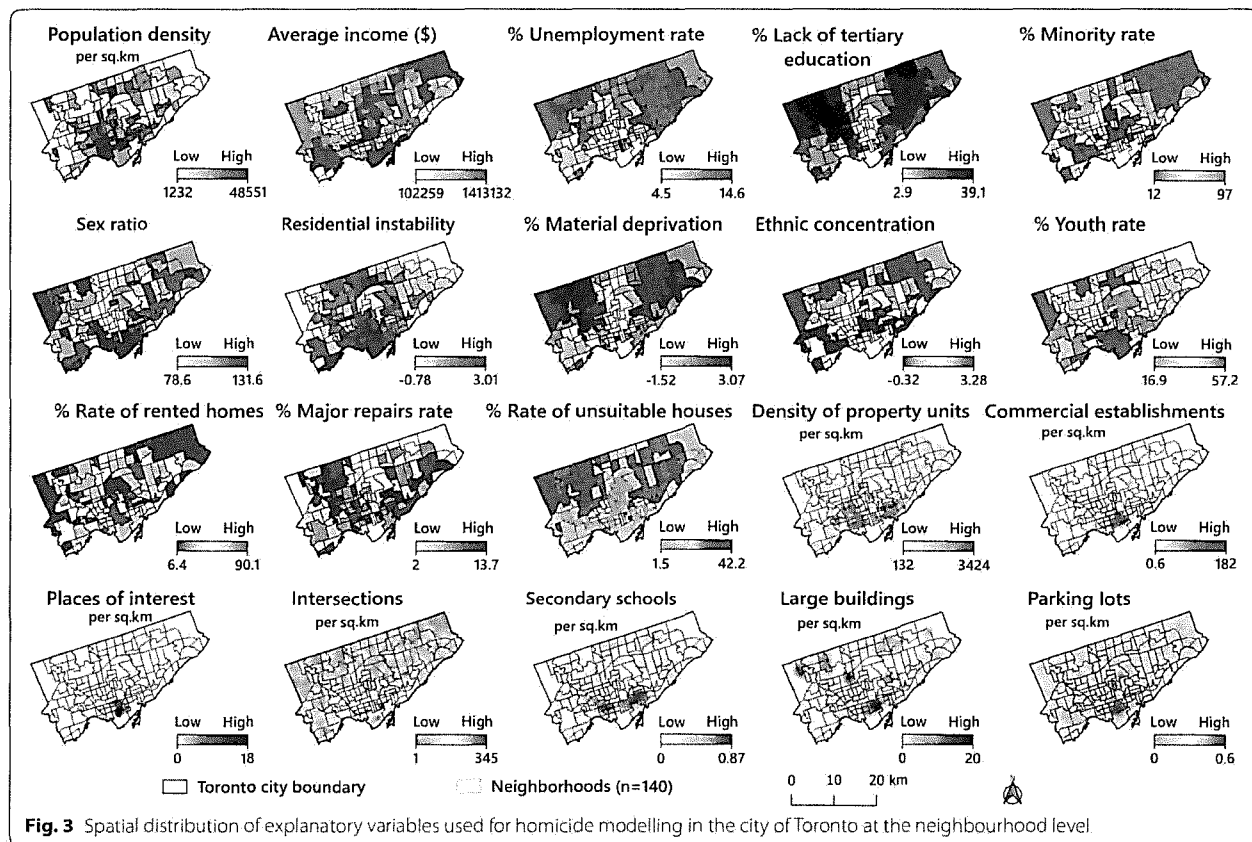 Population density
per sq.km
Low High
1232 48551
Average income ($)
Low High
102259 1413132
% Unemployment rate
Low High
4.5 14.6
% Lack of tertiary
education
Low High
2.9 39.1
% Minority rate
Low High
12 97
Sex ratio
Low High
78.6 131.6
Residential instability
Low High
-0.78 3.01
% Material deprivation
Low High
-1.52 3.07
Ethnic concentration
Low High
-0.32 3.28
% Youth rate
Low High
16.9 57.2
% Rate of rented homes
Low High
6.4 90.1
% Major repairs rate
Low High
2 13.7
% Rate of unsuitable houses
Low High
1.5 42.2
Density of property units
per sq.km
Low High
132 3424
Commercial establishments
per sq.km
Low High
0.6 182
Places of interest
per sq.km
Low High
0 18
Intersections
per sq.km
Low High
1 345
Secondary schools
per sq.km
Low High
0 0.87
Large buildings
per sq.km
Low High
0 20
Parking lots
per sq.km
Low High
0 0.6
Toronto city boundary
Neighborhoods (n=140)
0 10 20 km
Fig. 3 Spatial distribution of explanatory variables used for homicide modelling in the city of Toronto at the neighbourhood level